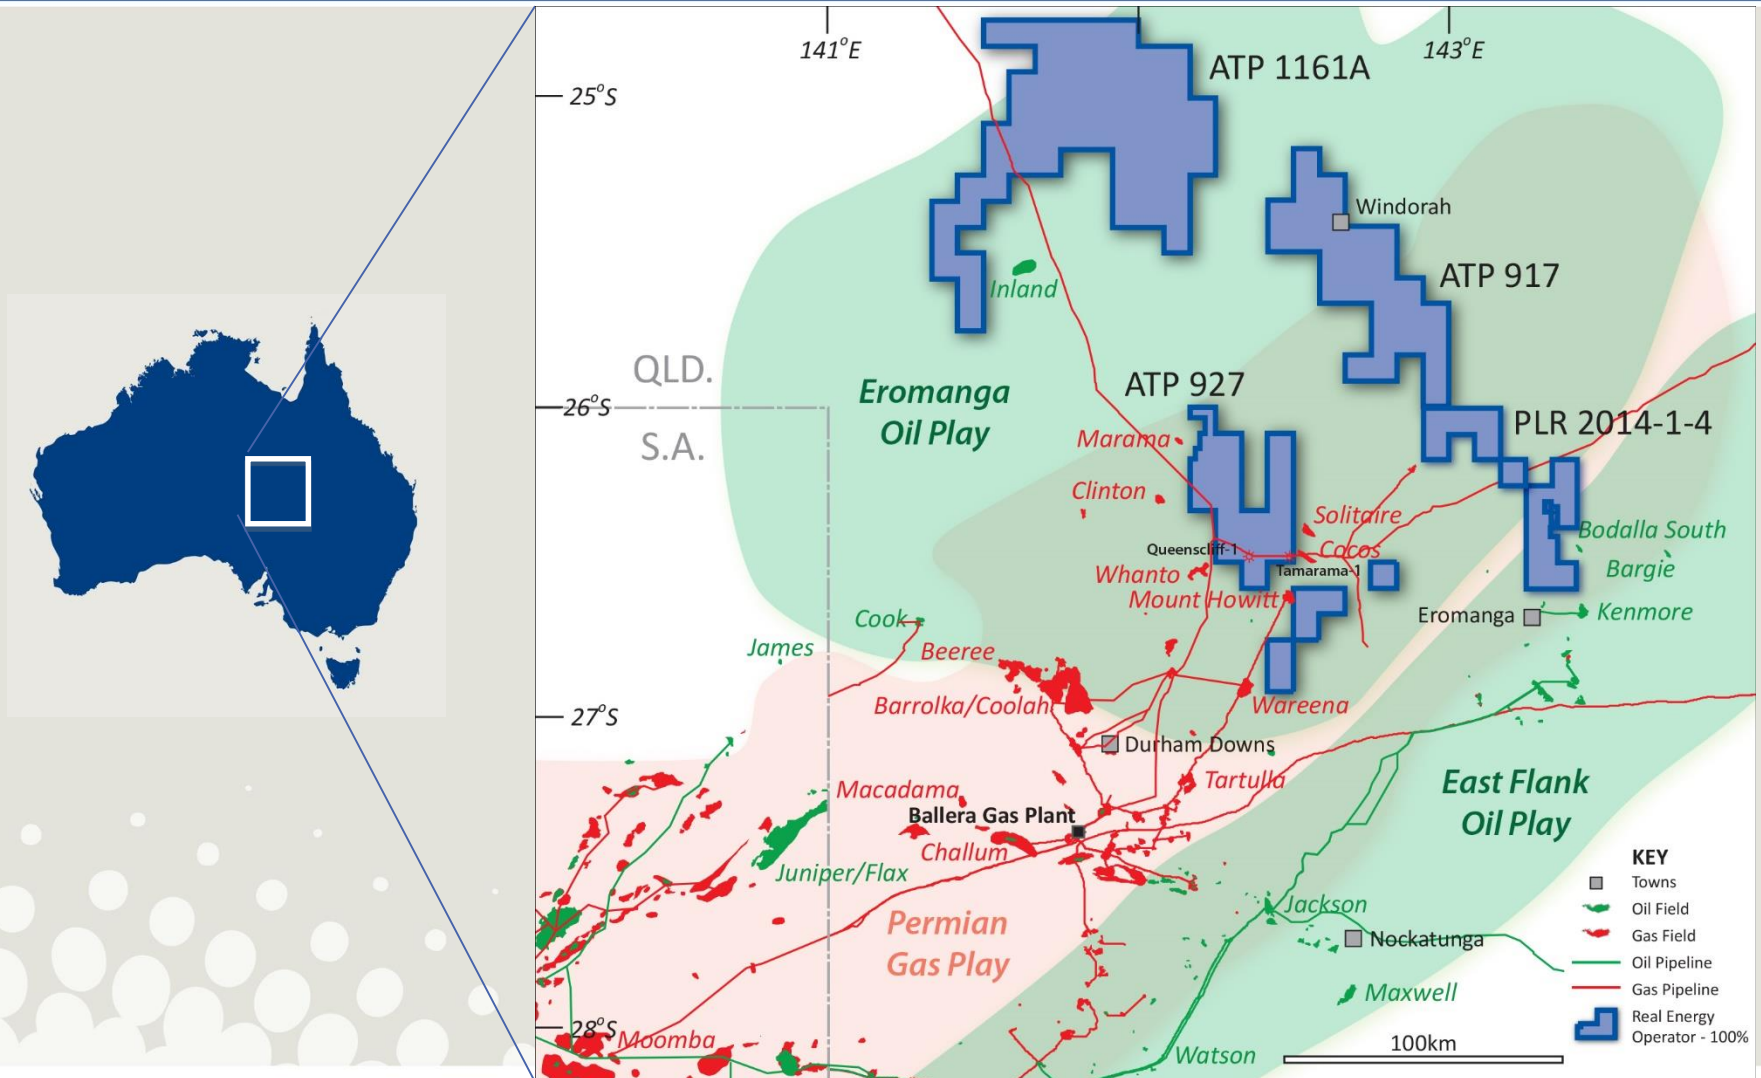 141°E
143°E
ATP 1161A
25°S
Windorah
ATP 917
Inland
QLD.
ATP 927
Eromanga
Oil Play
26°S
PLR 2014-1-4
Marama
S.A.
Clinton
Solitaire
Bodalla South
Queenscliff-1
Cocos
Whanto
Tamarama-1
Bargie
Mount Howitt
Cook
Eromanga
Kenmore
James
Beeree
Barrolka/Coolah
Wareena
27°S
Durham Downs
Macadama
Tartulla
East Flank
Oil Play
Ballera Gas Plant
Challum
Juniper/Flax
KEY
Towns
Oil Field
Gas Field
Oil Pipeline
Gas Pipeline
Real Energy
Operator - 100%
Jackson
Permian
Gas Play
Nockatunga
Maxwell
28°S
Moomba
Watson
100km